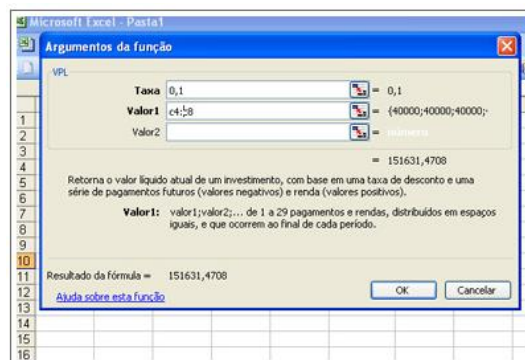 Microsoft Excel - Pasta1
Argumentos da função
VPL
Taxa 0,1 = 0,1
Valor1 c4:c8 = {40000;40000;40000;
Valor2 = número
= 151631,4708
Retorna o valor líquido atual de um investimento, com base em uma taxa de desconto e uma
série de pagamentos futuros (valores negativos) e renda (valores positivos).
Valor1: valor1;valor2;... de 1 a 29 pagamentos e rendas, distribuídos em espaços
iguais, e que ocorrem ao final de cada período.
Resultado da fórmula = 151631,4708
Ajuda sobre esta função
OK
Cancelar
1
2
3
4
5
6
7
8
9
10
11
12
13
14
15
16